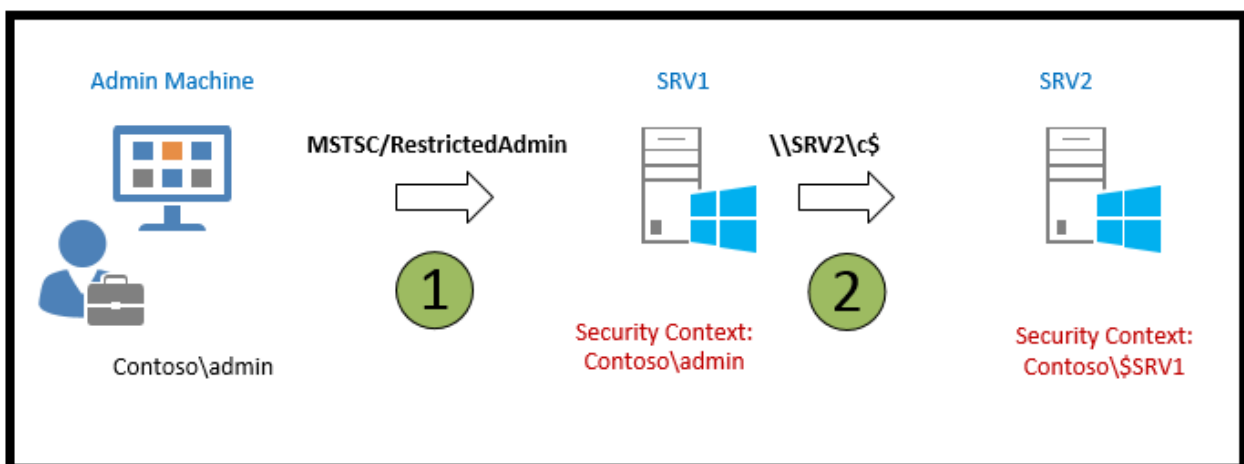 Admin Machine
SRV1
SRV2
MSTSC/RestrictedAdmin
\\SRV2\c$
1
2
Contoso\admin
Security Context:
Contoso\admin
Security Context:
Contoso\$SRV1